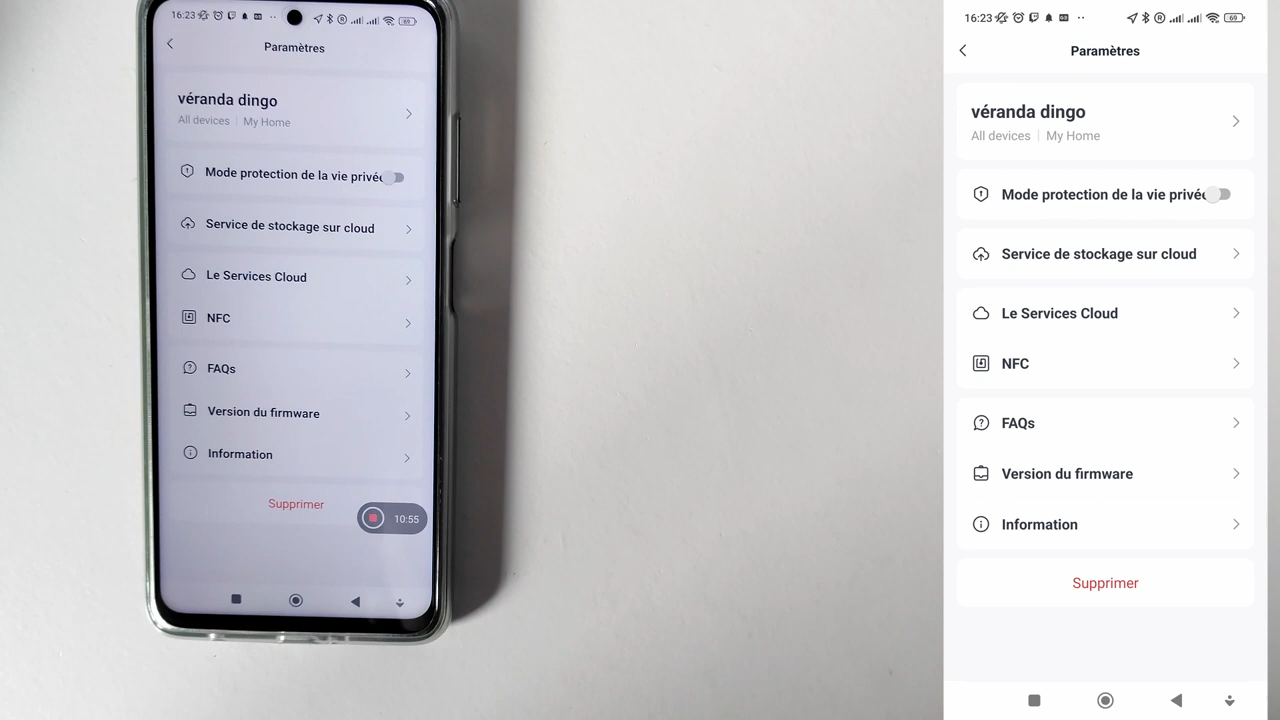 16:23
69
Paramètres
véranda dingo
All devices | My Home
Mode protection de la vie privée
Service de stockage sur cloud
Le Services Cloud
NFC
FAQs
Version du firmware
Information
Supprimer
10:55
16:23
69
Paramètres
véranda dingo
All devices | My Home
Mode protection de la vie privée
Service de stockage sur cloud
Le Services Cloud
NFC
FAQs
Version du firmware
Information
Supprimer